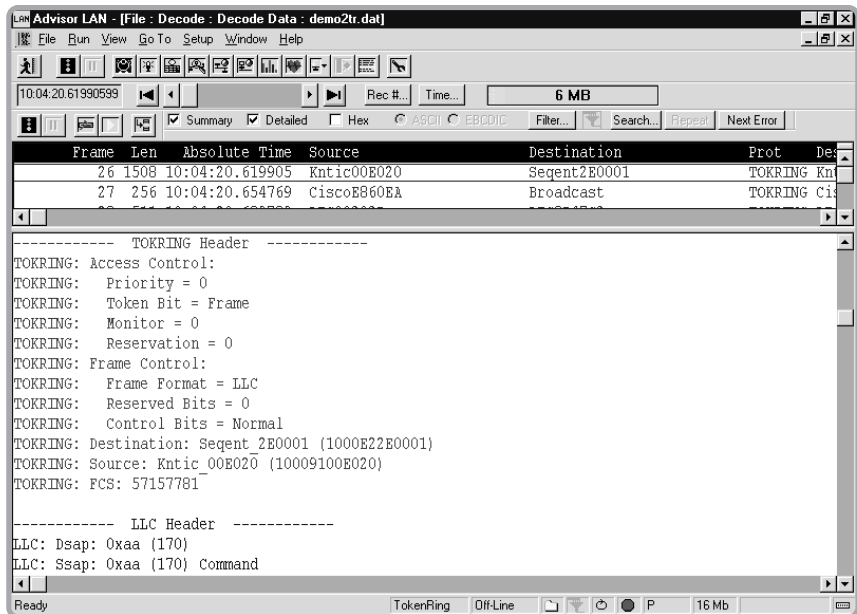 LAN Advisor LAN - [File : Decode : Decode Data : demo2tr.dat]
File Run View Go To Setup Window Help
10:04:20.61990599 Rec #... Time... 6 MB
Summary Detailed Hex ASCII EBCDIC Filter... Search... Repeat Next Error
Frame Len Absolute Time Source Destination Prot Des
26 1508 10:04:20.619905 Kntic00E020 Seqent2E0001 TOKRING Knt
27 256 10:04:20.654769 CiscoE860EA Broadcast TOKRING Cis
------------ TOKRING Header ------------
TOKRING: Access Control:
TOKRING: Priority = 0
TOKRING: Token Bit = Frame
TOKRING: Monitor = 0
TOKRING: Reservation = 0
TOKRING: Frame Control:
TOKRING: Frame Format = LLC
TOKRING: Reserved Bits = 0
TOKRING: Control Bits = Normal
TOKRING: Destination: Seqent_2E0001 (1000E22E0001)
TOKRING: Source: Kntic_00E020 (10009100E020)
TOKRING: FCS: 57157781
------------ LLC Header ------------
LLC: Dsap: 0xaa (170)
LLC: Ssap: 0xaa (170) Command
Ready TokenRing Off-Line P 16 Mb